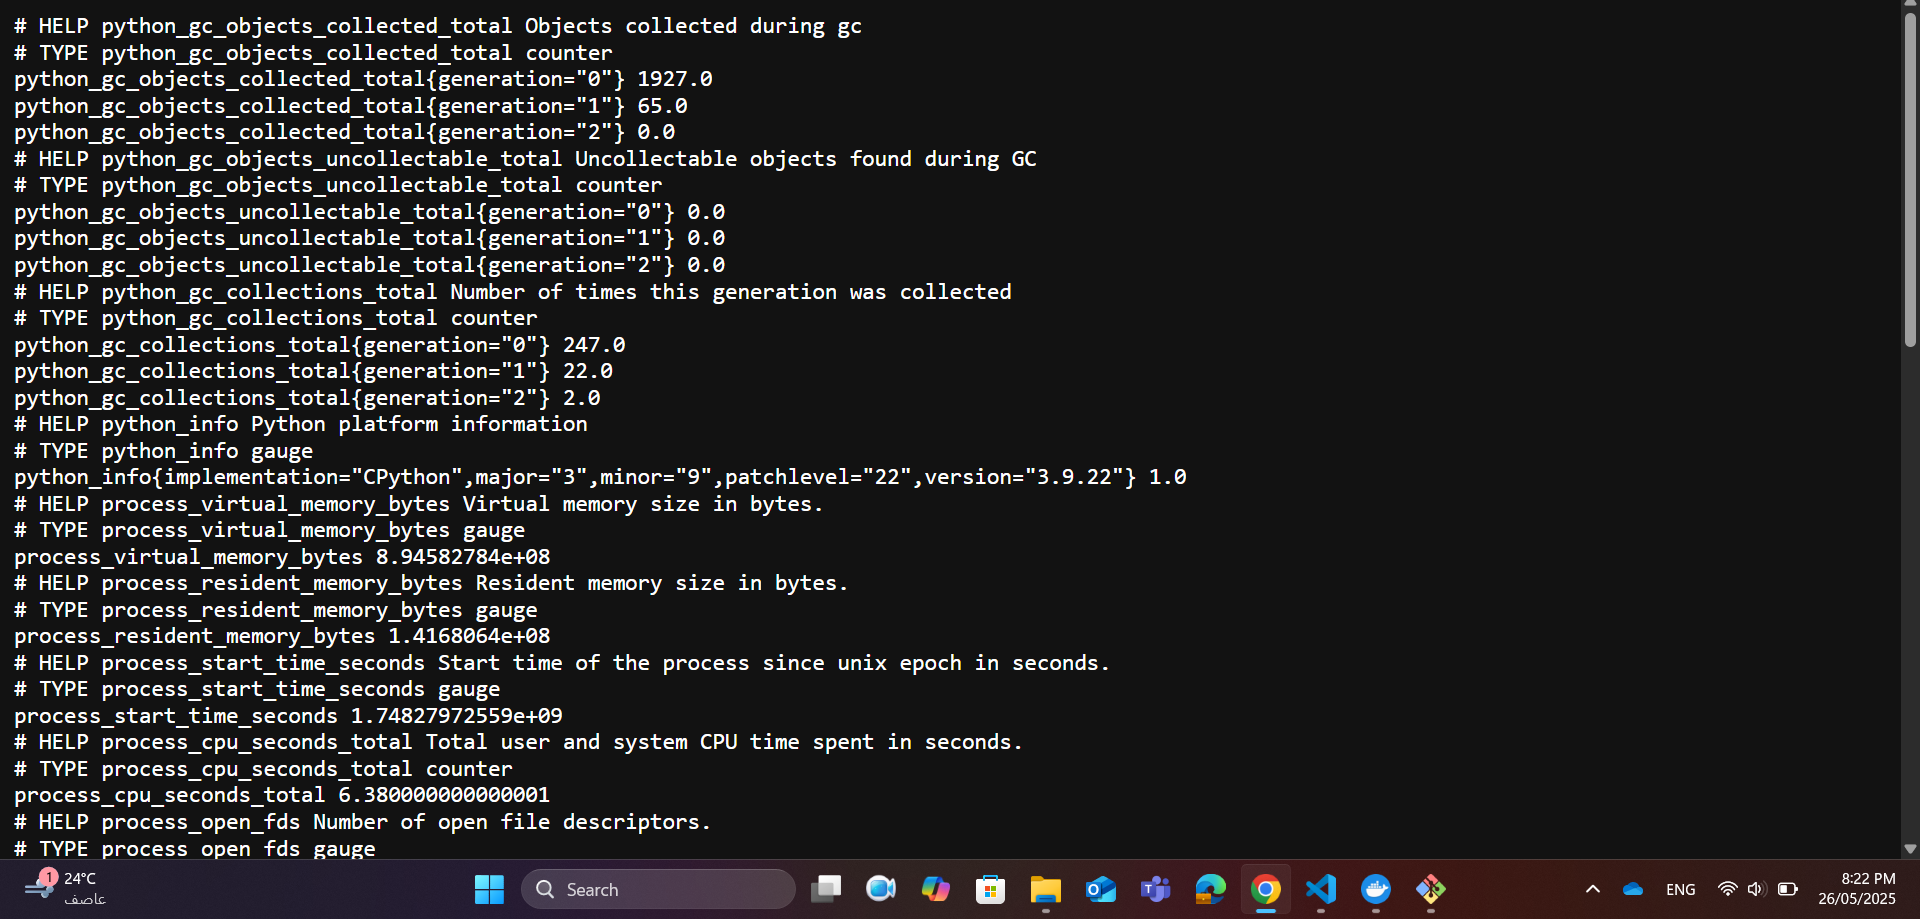 # HELP python_gc_objects_collected_total Objects collected during gc
# TYPE python_gc_objects_collected_total counter
python_gc_objects_collected_total{generation="0"} 1927.0
python_gc_objects_collected_total{generation="1"} 65.0
python_gc_objects_collected_total{generation="2"} 0.0
# HELP python_gc_objects_uncollectable_total Uncollectable objects found during GC
# TYPE python_gc_objects_uncollectable_total counter
python_gc_objects_uncollectable_total{generation="0"} 0.0
python_gc_objects_uncollectable_total{generation="1"} 0.0
python_gc_objects_uncollectable_total{generation="2"} 0.0
# HELP python_gc_collections_total Number of times this generation was collected
# TYPE python_gc_collections_total counter
python_gc_collections_total{generation="0"} 247.0
python_gc_collections_total{generation="1"} 22.0
python_gc_collections_total{generation="2"} 2.0
# HELP python_info Python platform information
# TYPE python_info gauge
python_info{implementation="CPython",major="3",minor="9",patchlevel="22",version="3.9.22"} 1.0
# HELP process_virtual_memory_bytes Virtual memory size in bytes.
# TYPE process_virtual_memory_bytes gauge
process_virtual_memory_bytes 8.94582784e+08
# HELP process_resident_memory_bytes Resident memory size in bytes.
# TYPE process_resident_memory_bytes gauge
process_resident_memory_bytes 1.4168064e+08
# HELP process_start_time_seconds Start time of the process since unix epoch in seconds.
# TYPE process_start_time_seconds gauge
process_start_time_seconds 1.74827972559e+09
# HELP process_cpu_seconds_total Total user and system CPU time spent in seconds.
# TYPE process_cpu_seconds_total counter
process_cpu_seconds_total 6.380000000000001
# HELP process_open_fds Number of open file descriptors.
# TYPE process_open_fds gauge
1
24°C
عاصف
Search
ENG
8:22 PM
26/05/2025